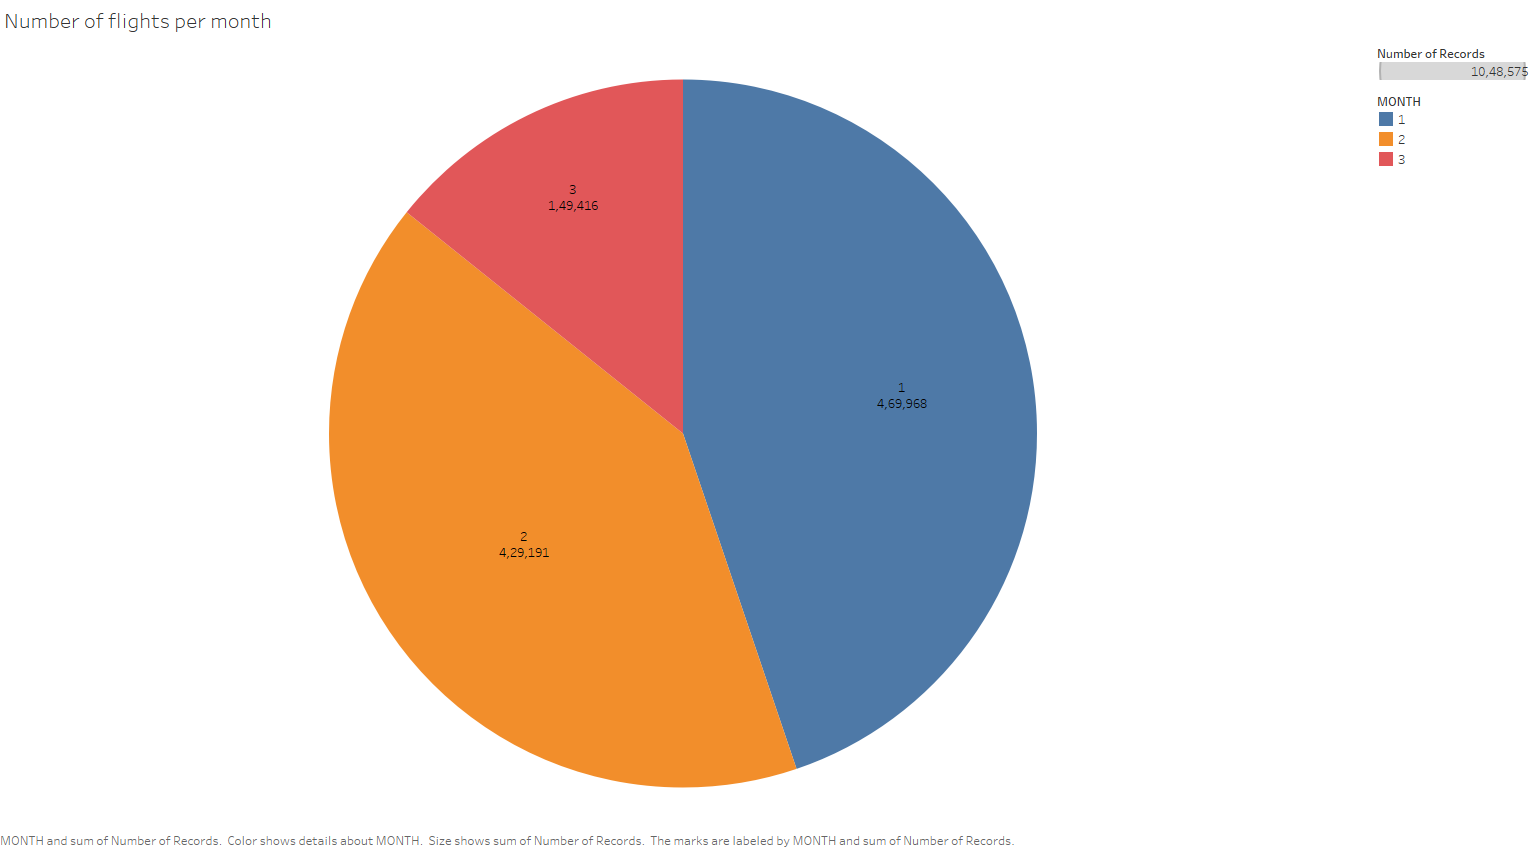 Number of flights per month
Number of Records
10,48,575
MONTH
1
2
3
3
1,49,416
1
4,69,968
2
4,29,191
MONTH and sum of Number of Records. Color shows details about MONTH. Size shows sum of Number of Records. The marks are labeled by MONTH and sum of Number of Records.